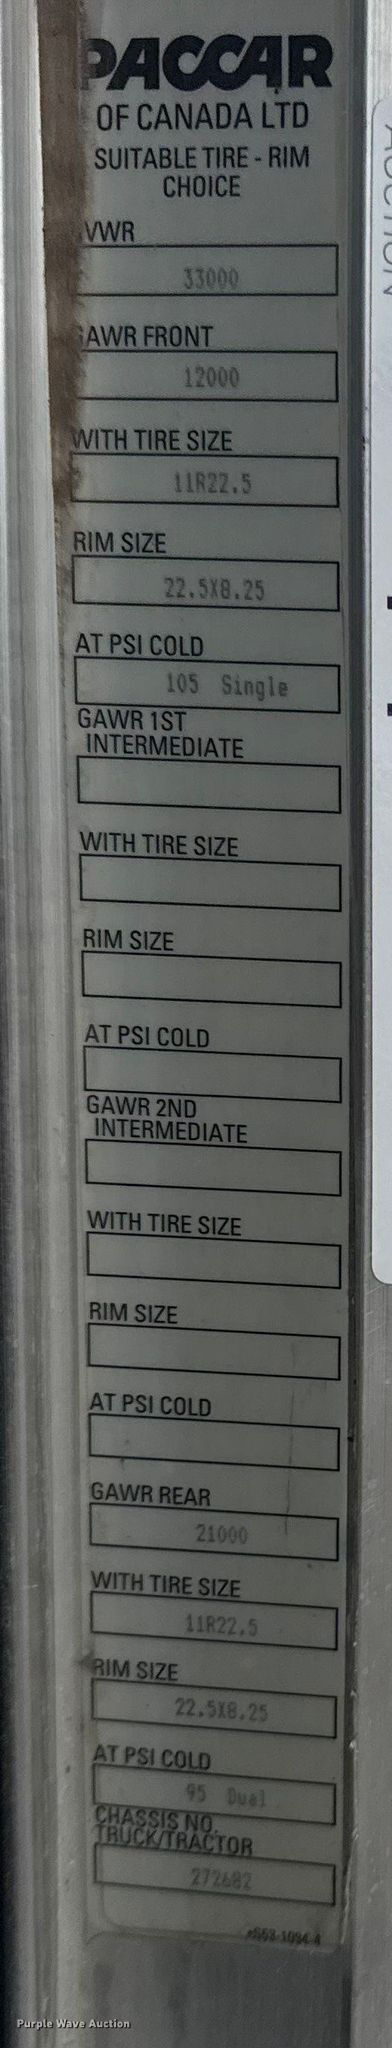 PACCAR
OF CANADA LTD
SUITABLE TIRE - RIM
CHOICE
VWR
33000
GAWR FRONT
12000
WITH TIRE SIZE
11R22.5
RIM SIZE
22.5X8.25
AT PSI COLD
105 Single
GAWR 1ST
INTERMEDIATE
WITH TIRE SIZE
RIM SIZE
AT PSI COLD
GAWR 2ND
INTERMEDIATE
WITH TIRE SIZE
RIM SIZE
AT PSI COLD
GAWR REAR
21000
WITH TIRE SIZE
11R22.5
RIM SIZE
22.5X8.25
AT PSI COLD
95 Dual
CHASSIS NO.
TRUCK/TRACTOR
272682
AUCTION
Purple Wave Auction